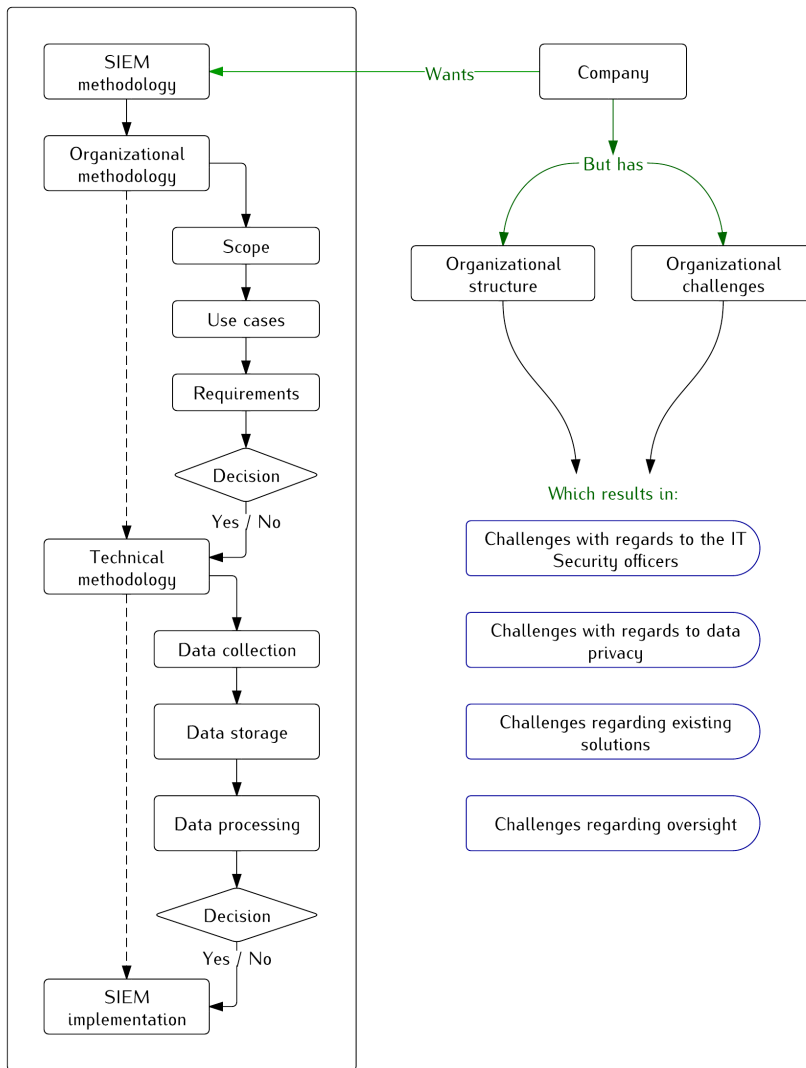 SIEM
methodology
Wants
Company
Organizational
methodology
But has
Scope
Organizational
structure
Organizational
challenges
Use cases
Requirements
Decision
Which results in:
Yes / No
Challenges with regards to the IT
Security officers
Technical
methodology
Challenges with regards to data
privacy
Data collection
Data storage
Challenges regarding existing
solutions
Data processing
Challenges regarding oversight
Decision
Yes / No
SIEM
implementation